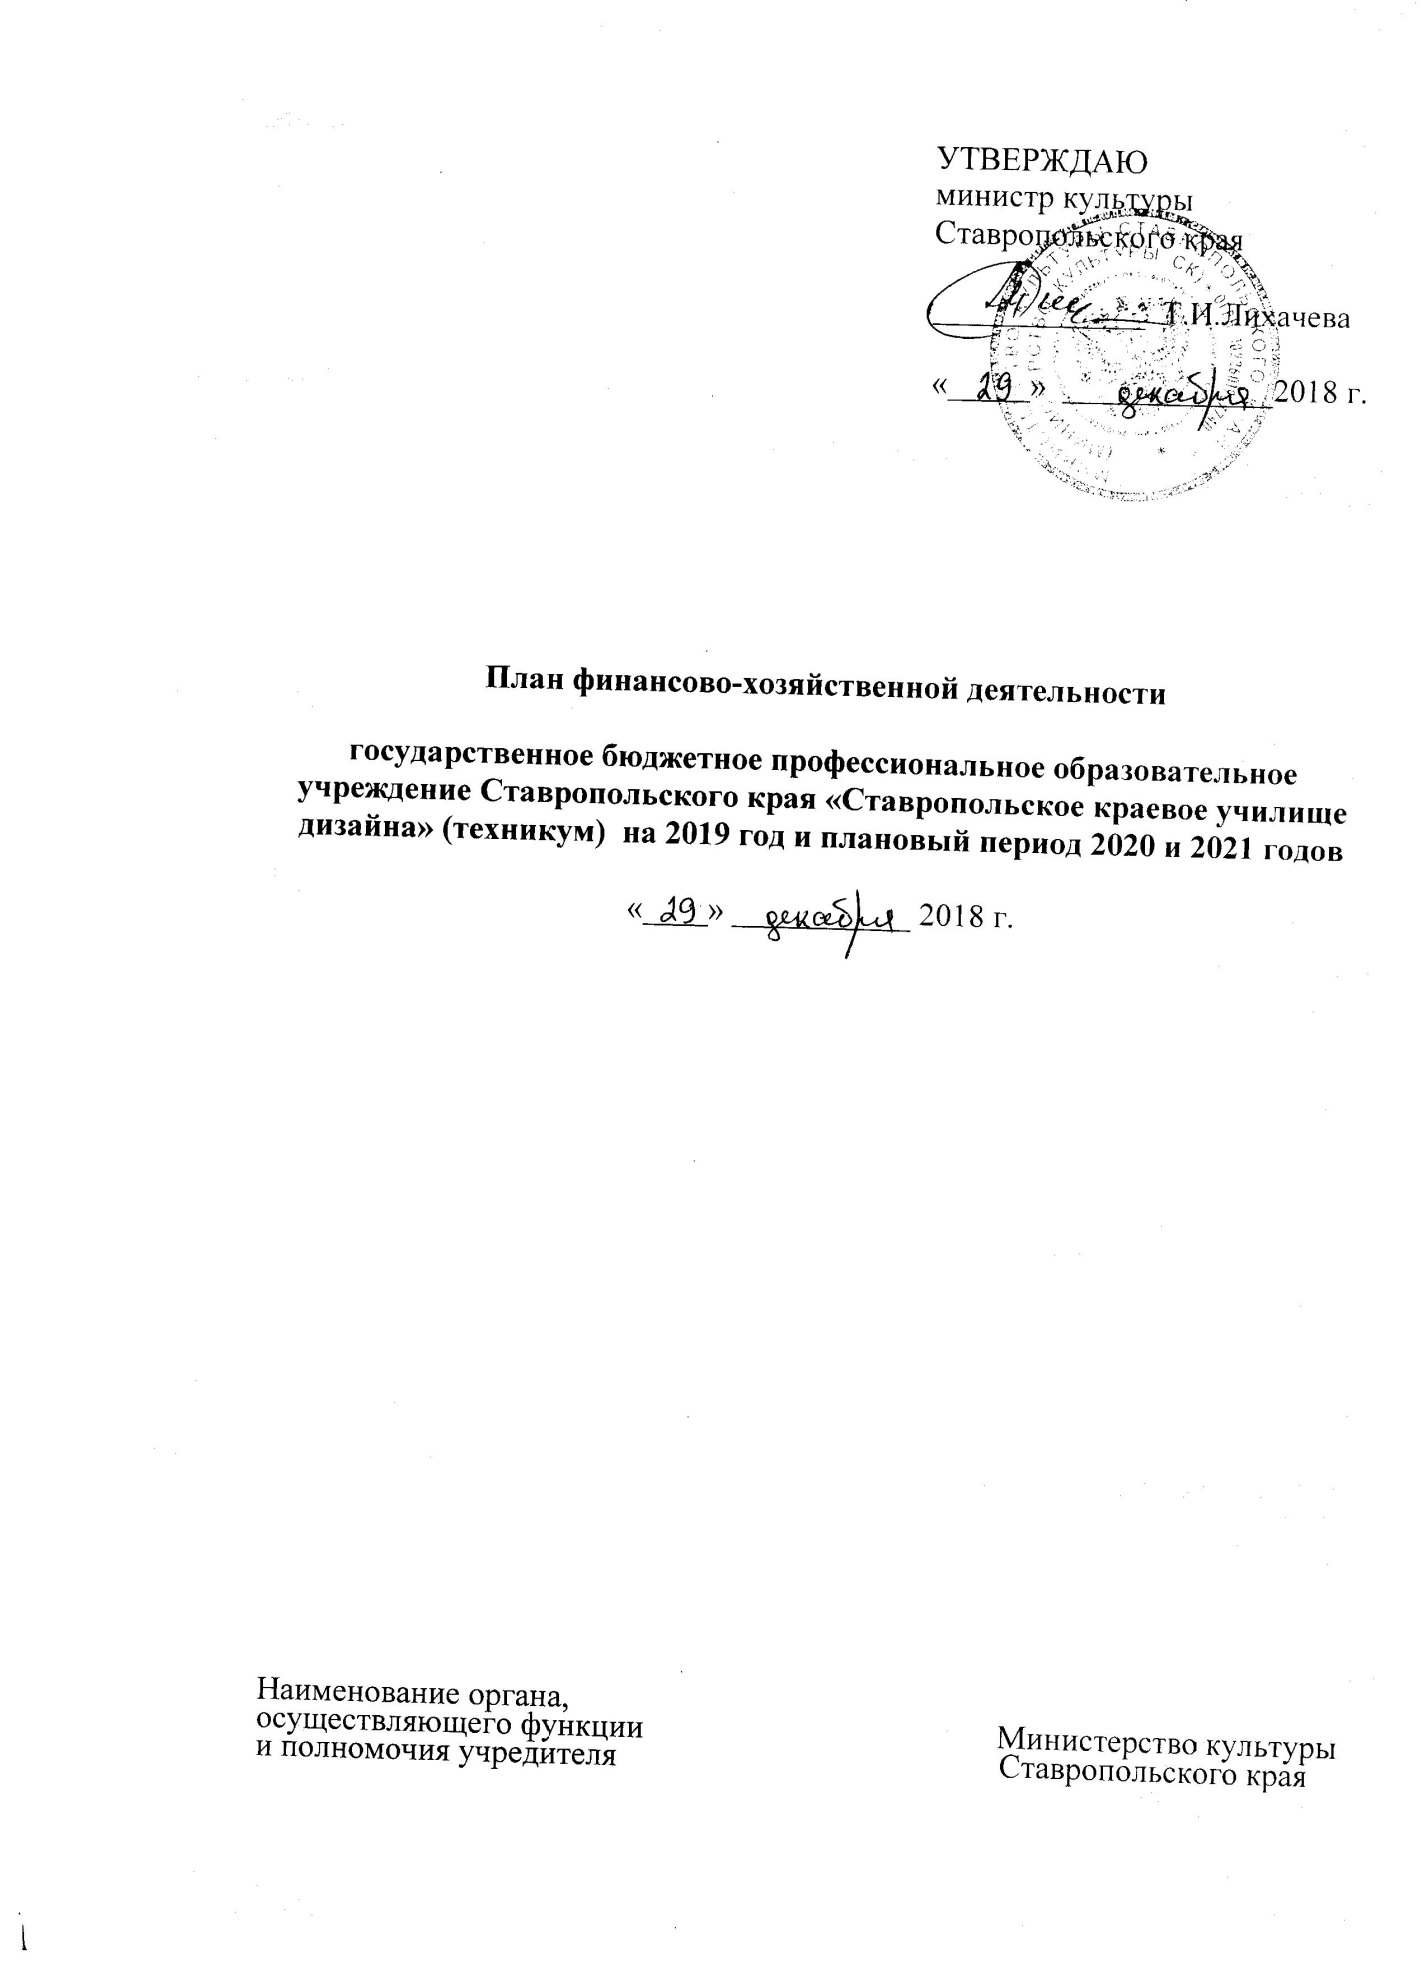 УТВЕРЖДАЮ
министр культуры
Ставропольского края
Т.И.Лихачева
« 29 » декабря 2018 г.
План финансово-хозяйственной деятельности
государственное бюджетное профессиональное образовательное
учреждение Ставропольского края «Ставропольское краевое училище
дизайна» (техникум) на 2019 год и плановый период 2020 и 2021 годов
« 29 » декабря 2018 г.
Наименование органа,
осуществляющего функции
и полномочия учредителя
Министерство культуры
Ставропольского края